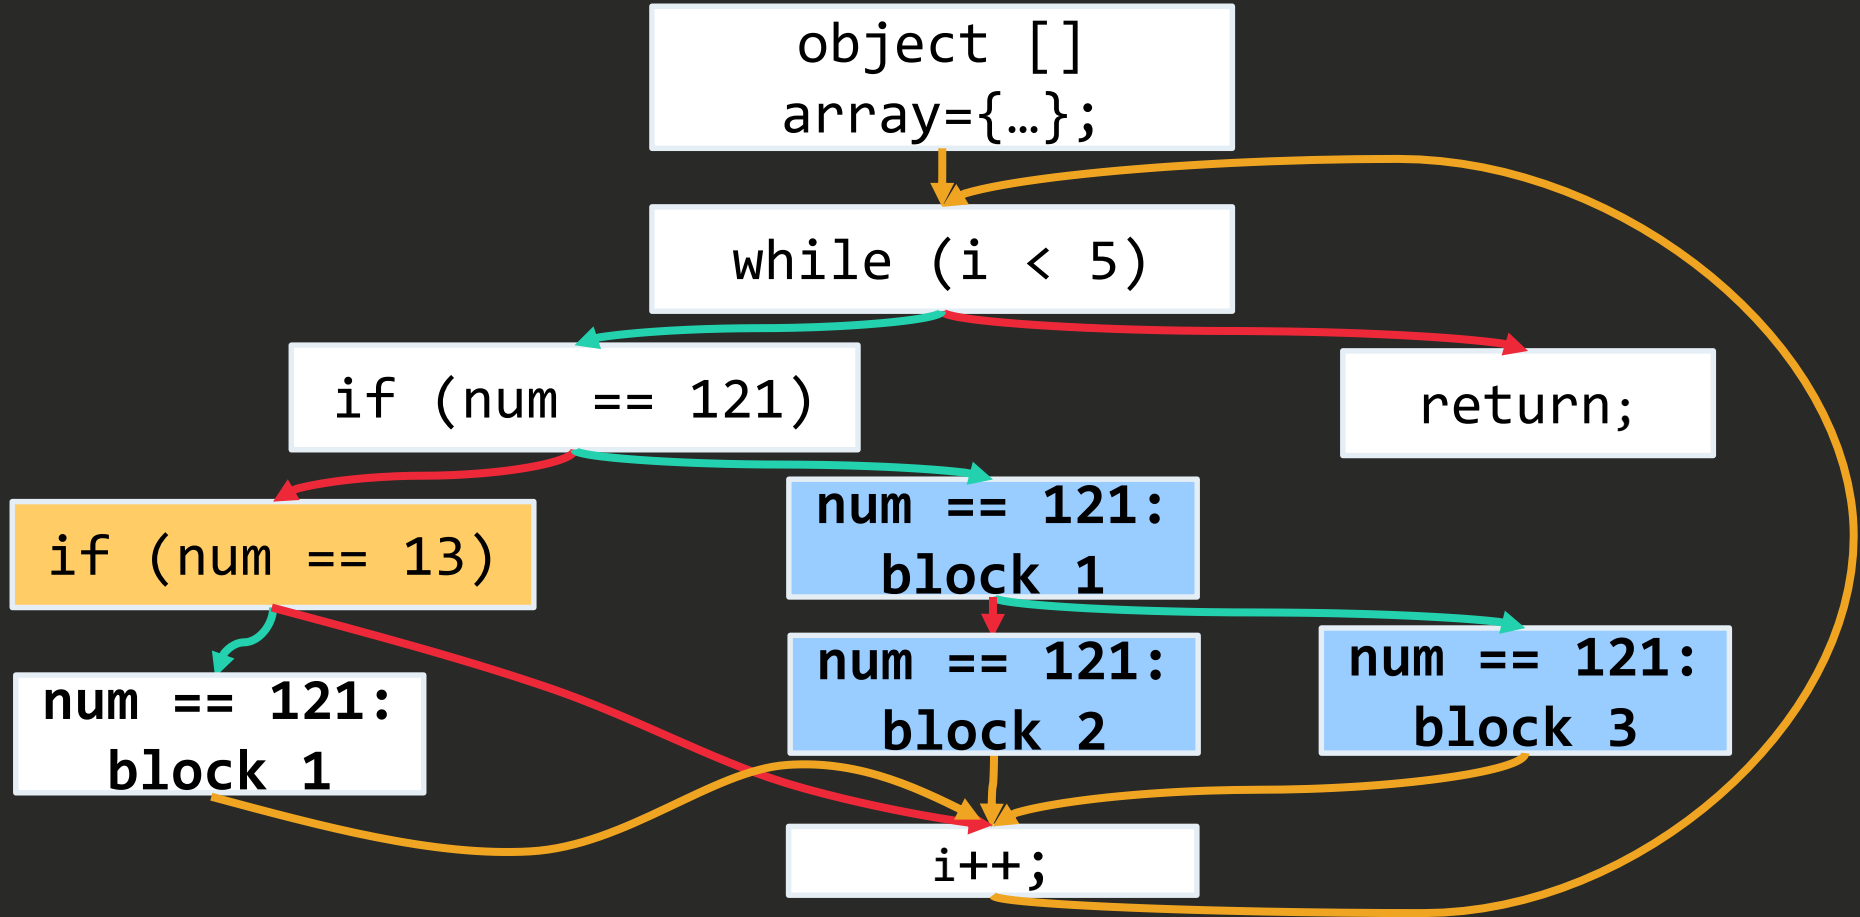 object []
array={…};
while (i < 5)
if (num == 121)
return;
if (num == 13)
num == 121:
block 1
num == 121:
block 2
num == 121:
block 3
num == 121:
block 1
i++;